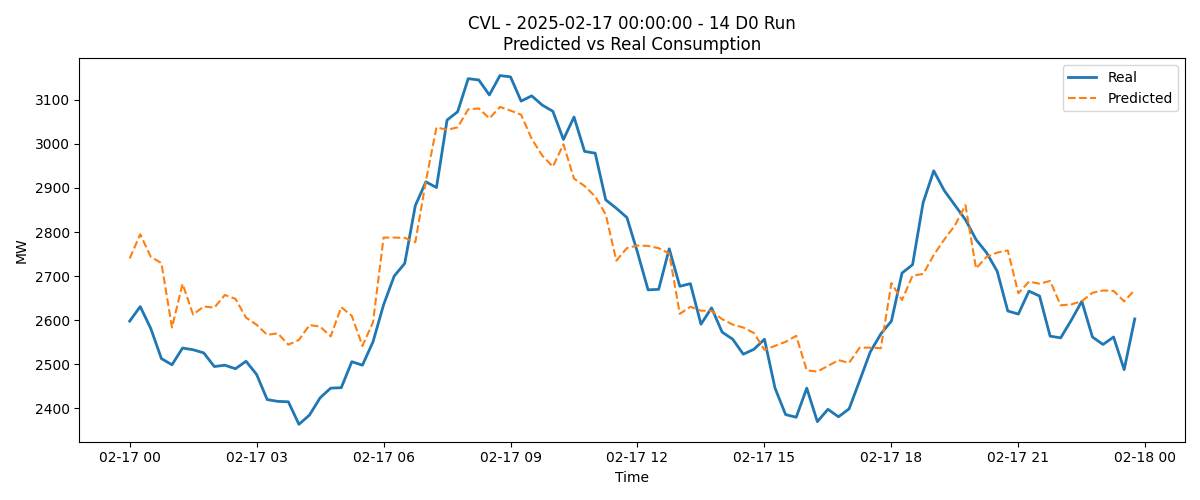 CVL - 2025-02-17 00:00:00 - 14 D0 Run
Predicted vs Real Consumption
Real
Predicted
3100
3000
2900
2800
2700
2600
2500
2400
MW
02-17 00
02-17 03
02-17 06
02-17 09
02-17 12
02-17 15
02-17 18
02-17 21
02-18 00
Time